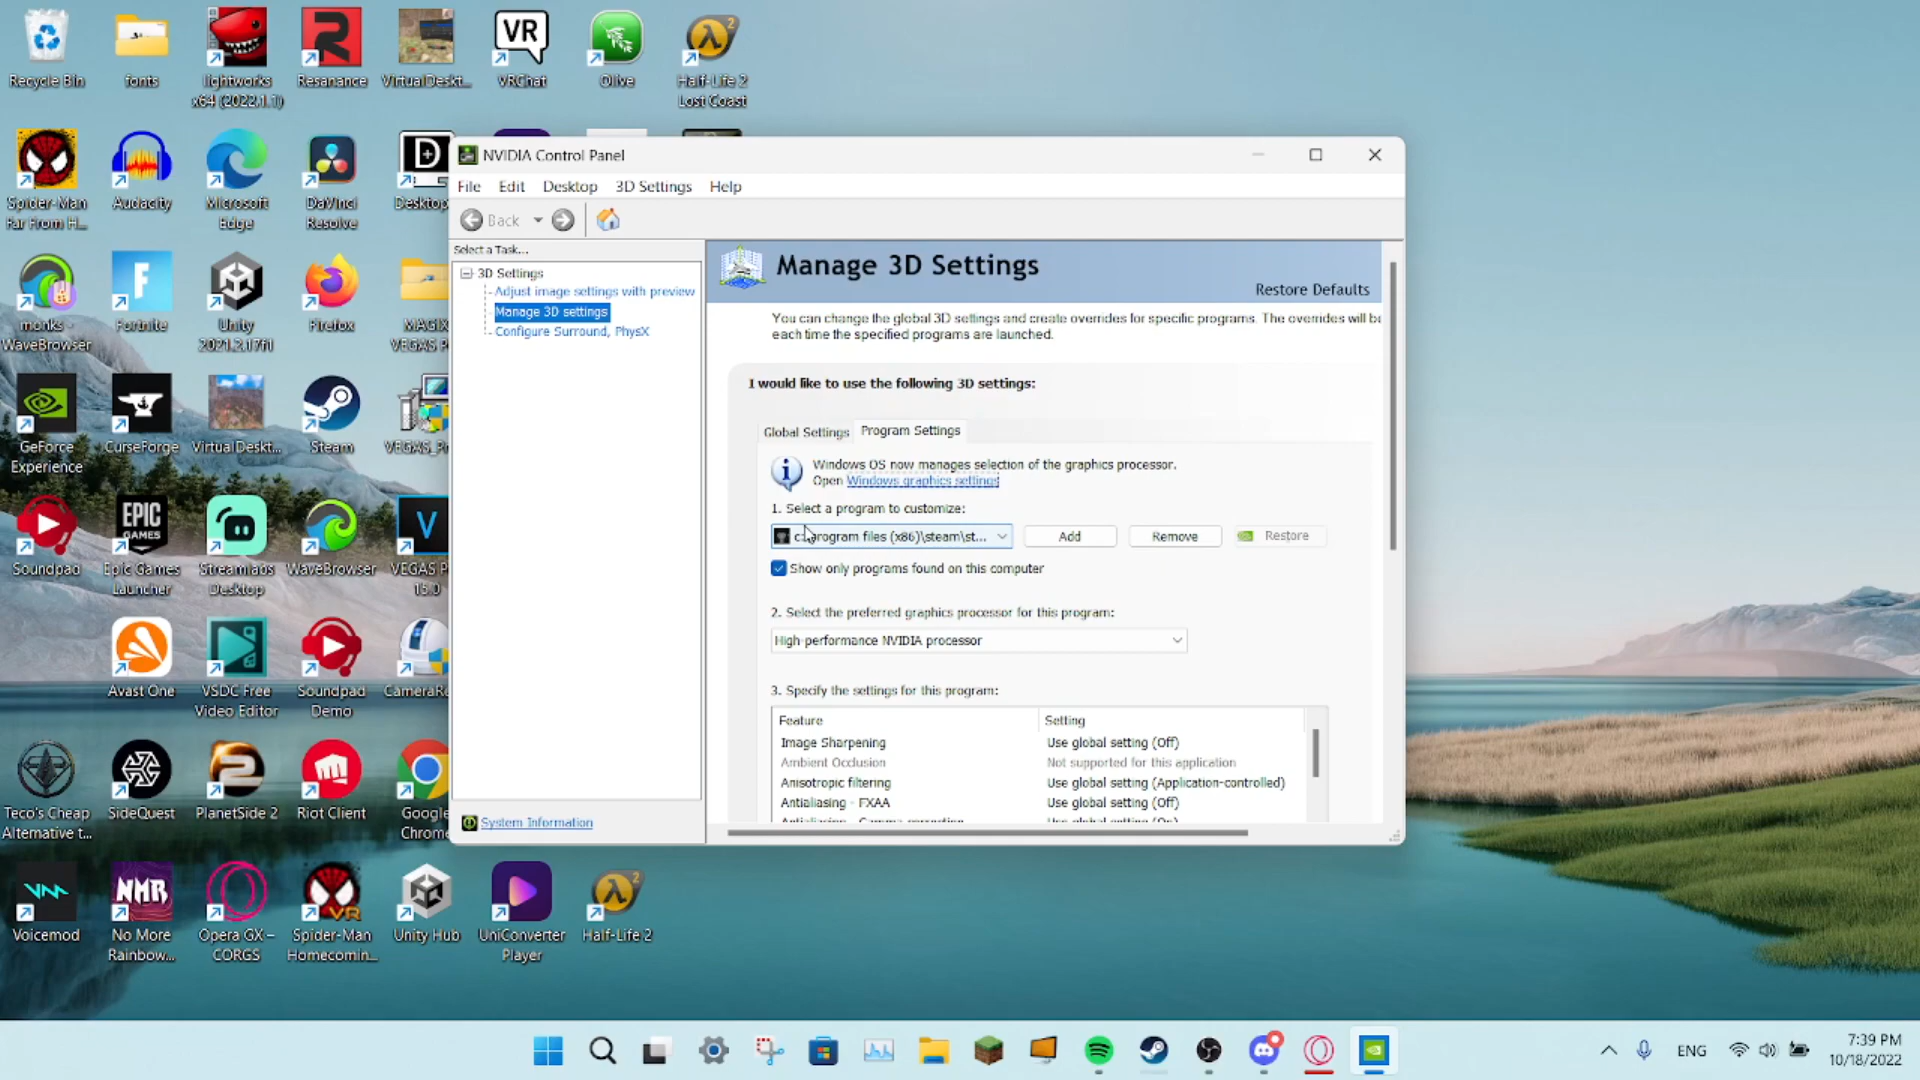 Recycle Bin
fonts
lightworks
x64 (2022.1.1)
Resanance
VirtualDeskt...
VR
VRChat
Olive
Half-Life 2
Lost Coast
Spider-Man
Far From H...
Audacity
Microsoft
Edge
DaVinci
Resolve
Desktop
monks -
WaveBrowser
Fortnite
Unity
2021.2.17f1
Firefox
MAGIX
VEGAS P
GeForce
Experience
CurseForge
VirtualDeskt...
Steam
VEGAS_P
Soundpad
EPIC
GAMES
Epic Games
Launcher
Streamlabs
Desktop
WaveBrowser
VEGAS P
15.0
Avast One
VSDC Free
Video Editor
Soundpad
Demo
CameraRe
Teco's Cheap
Alternative t...
SideQuest
PlanetSide 2
Riot Client
Google
Chrome
Voicemod
NMR
No More
Rainbow...
Opera GX –
CORGS
VR
Spider-Man
Homecomin...
Unity Hub
UniConverter
Player
Half-Life 2
NVIDIA Control Panel
File
Edit
Desktop
3D Settings
Help
Back
Select a Task...
3D Settings
Adjust image settings with preview
Manage 3D settings
Configure Surround, PhysX
System Information
Manage 3D Settings
Restore Defaults
You can change the global 3D settings and create overrides for specific programs. The overrides will be
each time the specified programs are launched.
I would like to use the following 3D settings:
Global Settings
Program Settings
Windows OS now manages selection of the graphics processor.
Open Windows graphics settings
1. Select a program to customize:
c:\program files (x86)\steam\st...
Add
Remove
Restore
Show only programs found on this computer
2. Select the preferred graphics processor for this program:
High-performance NVIDIA processor
3. Specify the settings for this program:
Feature
Setting
Image Sharpening
Use global setting (Off)
Ambient Occlusion
Not supported for this application
Anisotropic filtering
Use global setting (Application-controlled)
Antialiasing - FXAA
Use global setting (Off)
Antialiasing - Gamma correction
Use global setting (On)
ENG
7:39 PM
10/18/2022